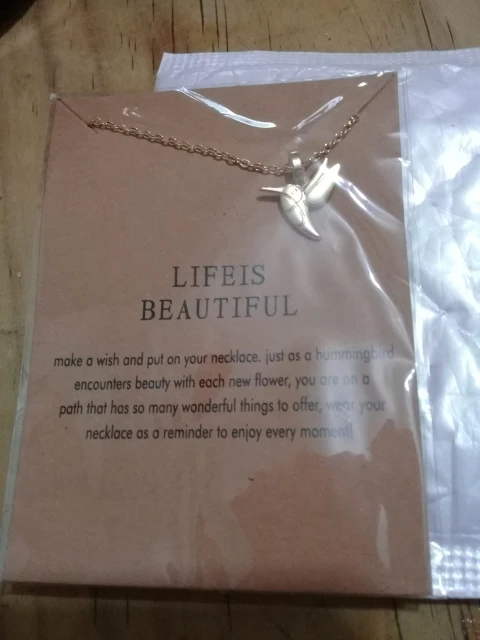 LIFEIS
BEAUTIFUL
make a wish and put on your necklace. just as a hummingbird
encounters beauty with each new flower, you are on a
path that has so many wonderful things to offer, wear your
necklace as a reminder to enjoy every moment!